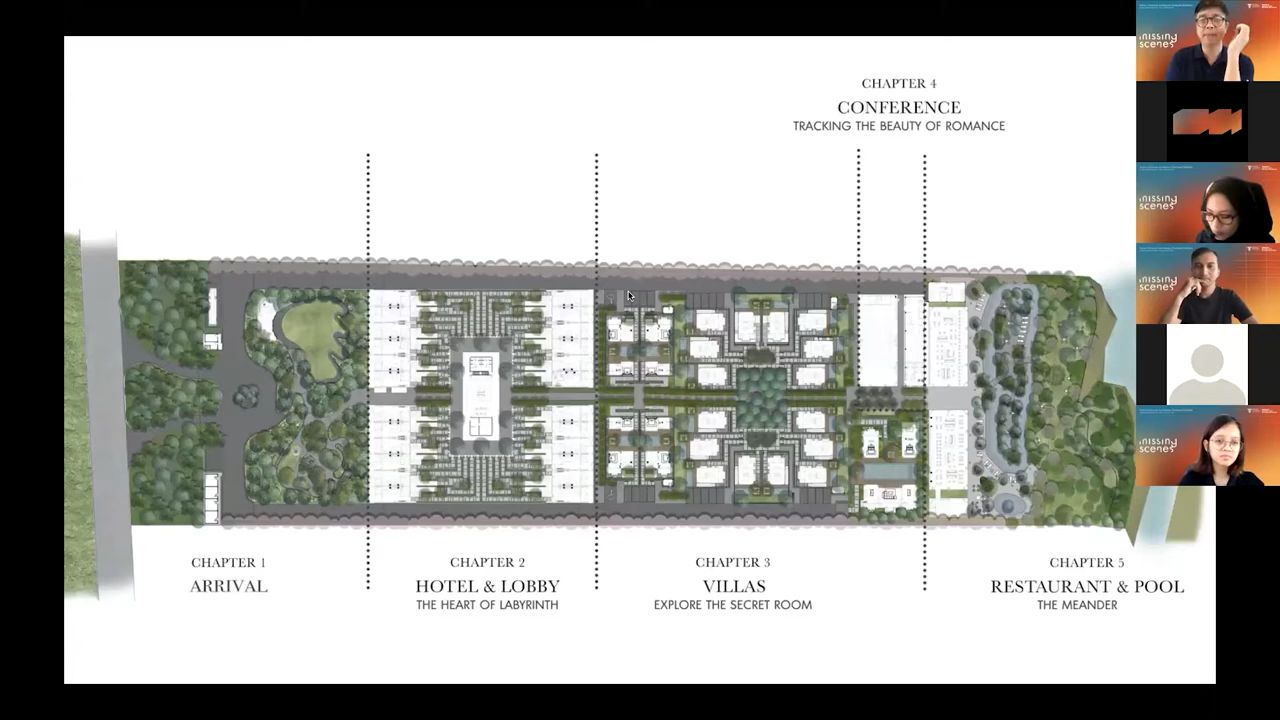 CHAPTER 4
CONFERENCE
TRACKING THE BEAUTY OF ROMANCE
CHAPTER 1
ARRIVAL
CHAPTER 2
HOTEL & LOBBY
THE HEART OF LABYRINTH
CHAPTER 3
VILLAS
EXPLORE THE SECRET ROOM
CHAPTER 5
RESTAURANT & POOL
THE MEANDER
missing
scenes
missing
scenes
missing
scenes
missing
scenes